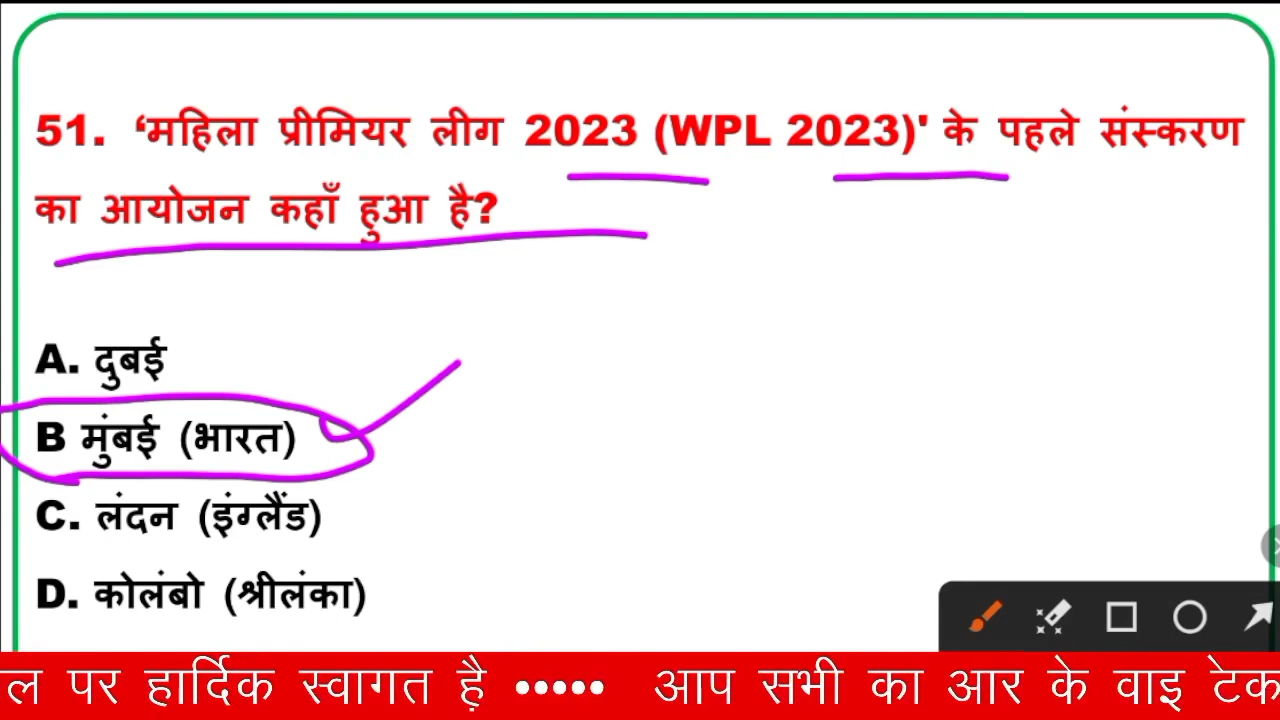 51. ‘महिला प्रीमियर लीग 2023 (WPL 2023)' के पहले संस्करण
का आयोजन कहाँ हुआ है?
A. दुबई
B मुंबई (भारत)
C. लंदन (इंग्लैंड)
D. कोलंबो (श्रीलंका)
ल पर हार्दिक स्वागत है ••••• आप सभी का आर के वाइ टेक